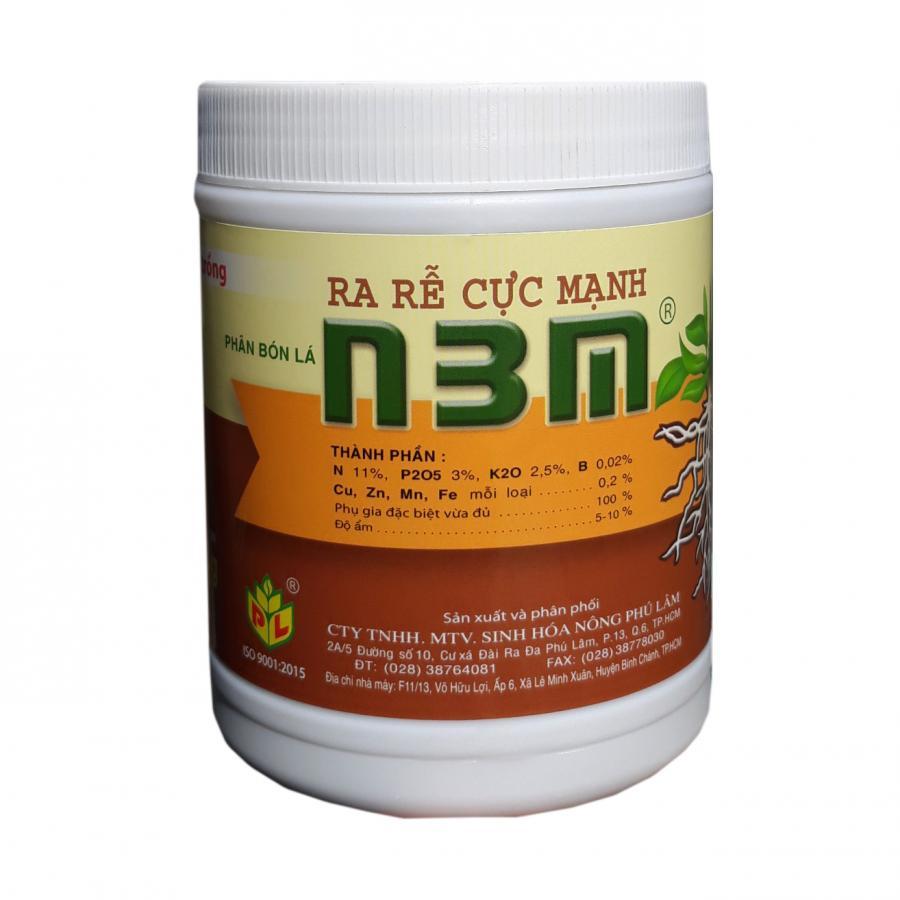 RA RỄ CỰC MẠNH
PHÂN BÓN LÁ
N3M ®
THÀNH PHẦN :
N 11%, P2O5 3%, K2O 2,5%, B 0,02%
Cu, Zn, Mn, Fe mỗi loại ........ 0,2 %
Phụ gia đặc biệt vừa đủ ............. 100 %
Độ ẩm ............................... 5-10 %
PL ®
ISO 9001:2015
Sản xuất và phân phối
CTY TNHH. MTV. SINH HÓA NÔNG PHÚ LÂM
2A/5 Đường số 10, Cư xá Đài Ra Đa Phú Lâm, P.13, Q.6, TP.HCM
ĐT: (028) 38764081 FAX: (028) 38778030
Địa chỉ nhà máy: F11/13, Võ Hữu Lợi, Ấp 6, Xã Lê Minh Xuân, Huyện Bình Chánh, TP.HCM